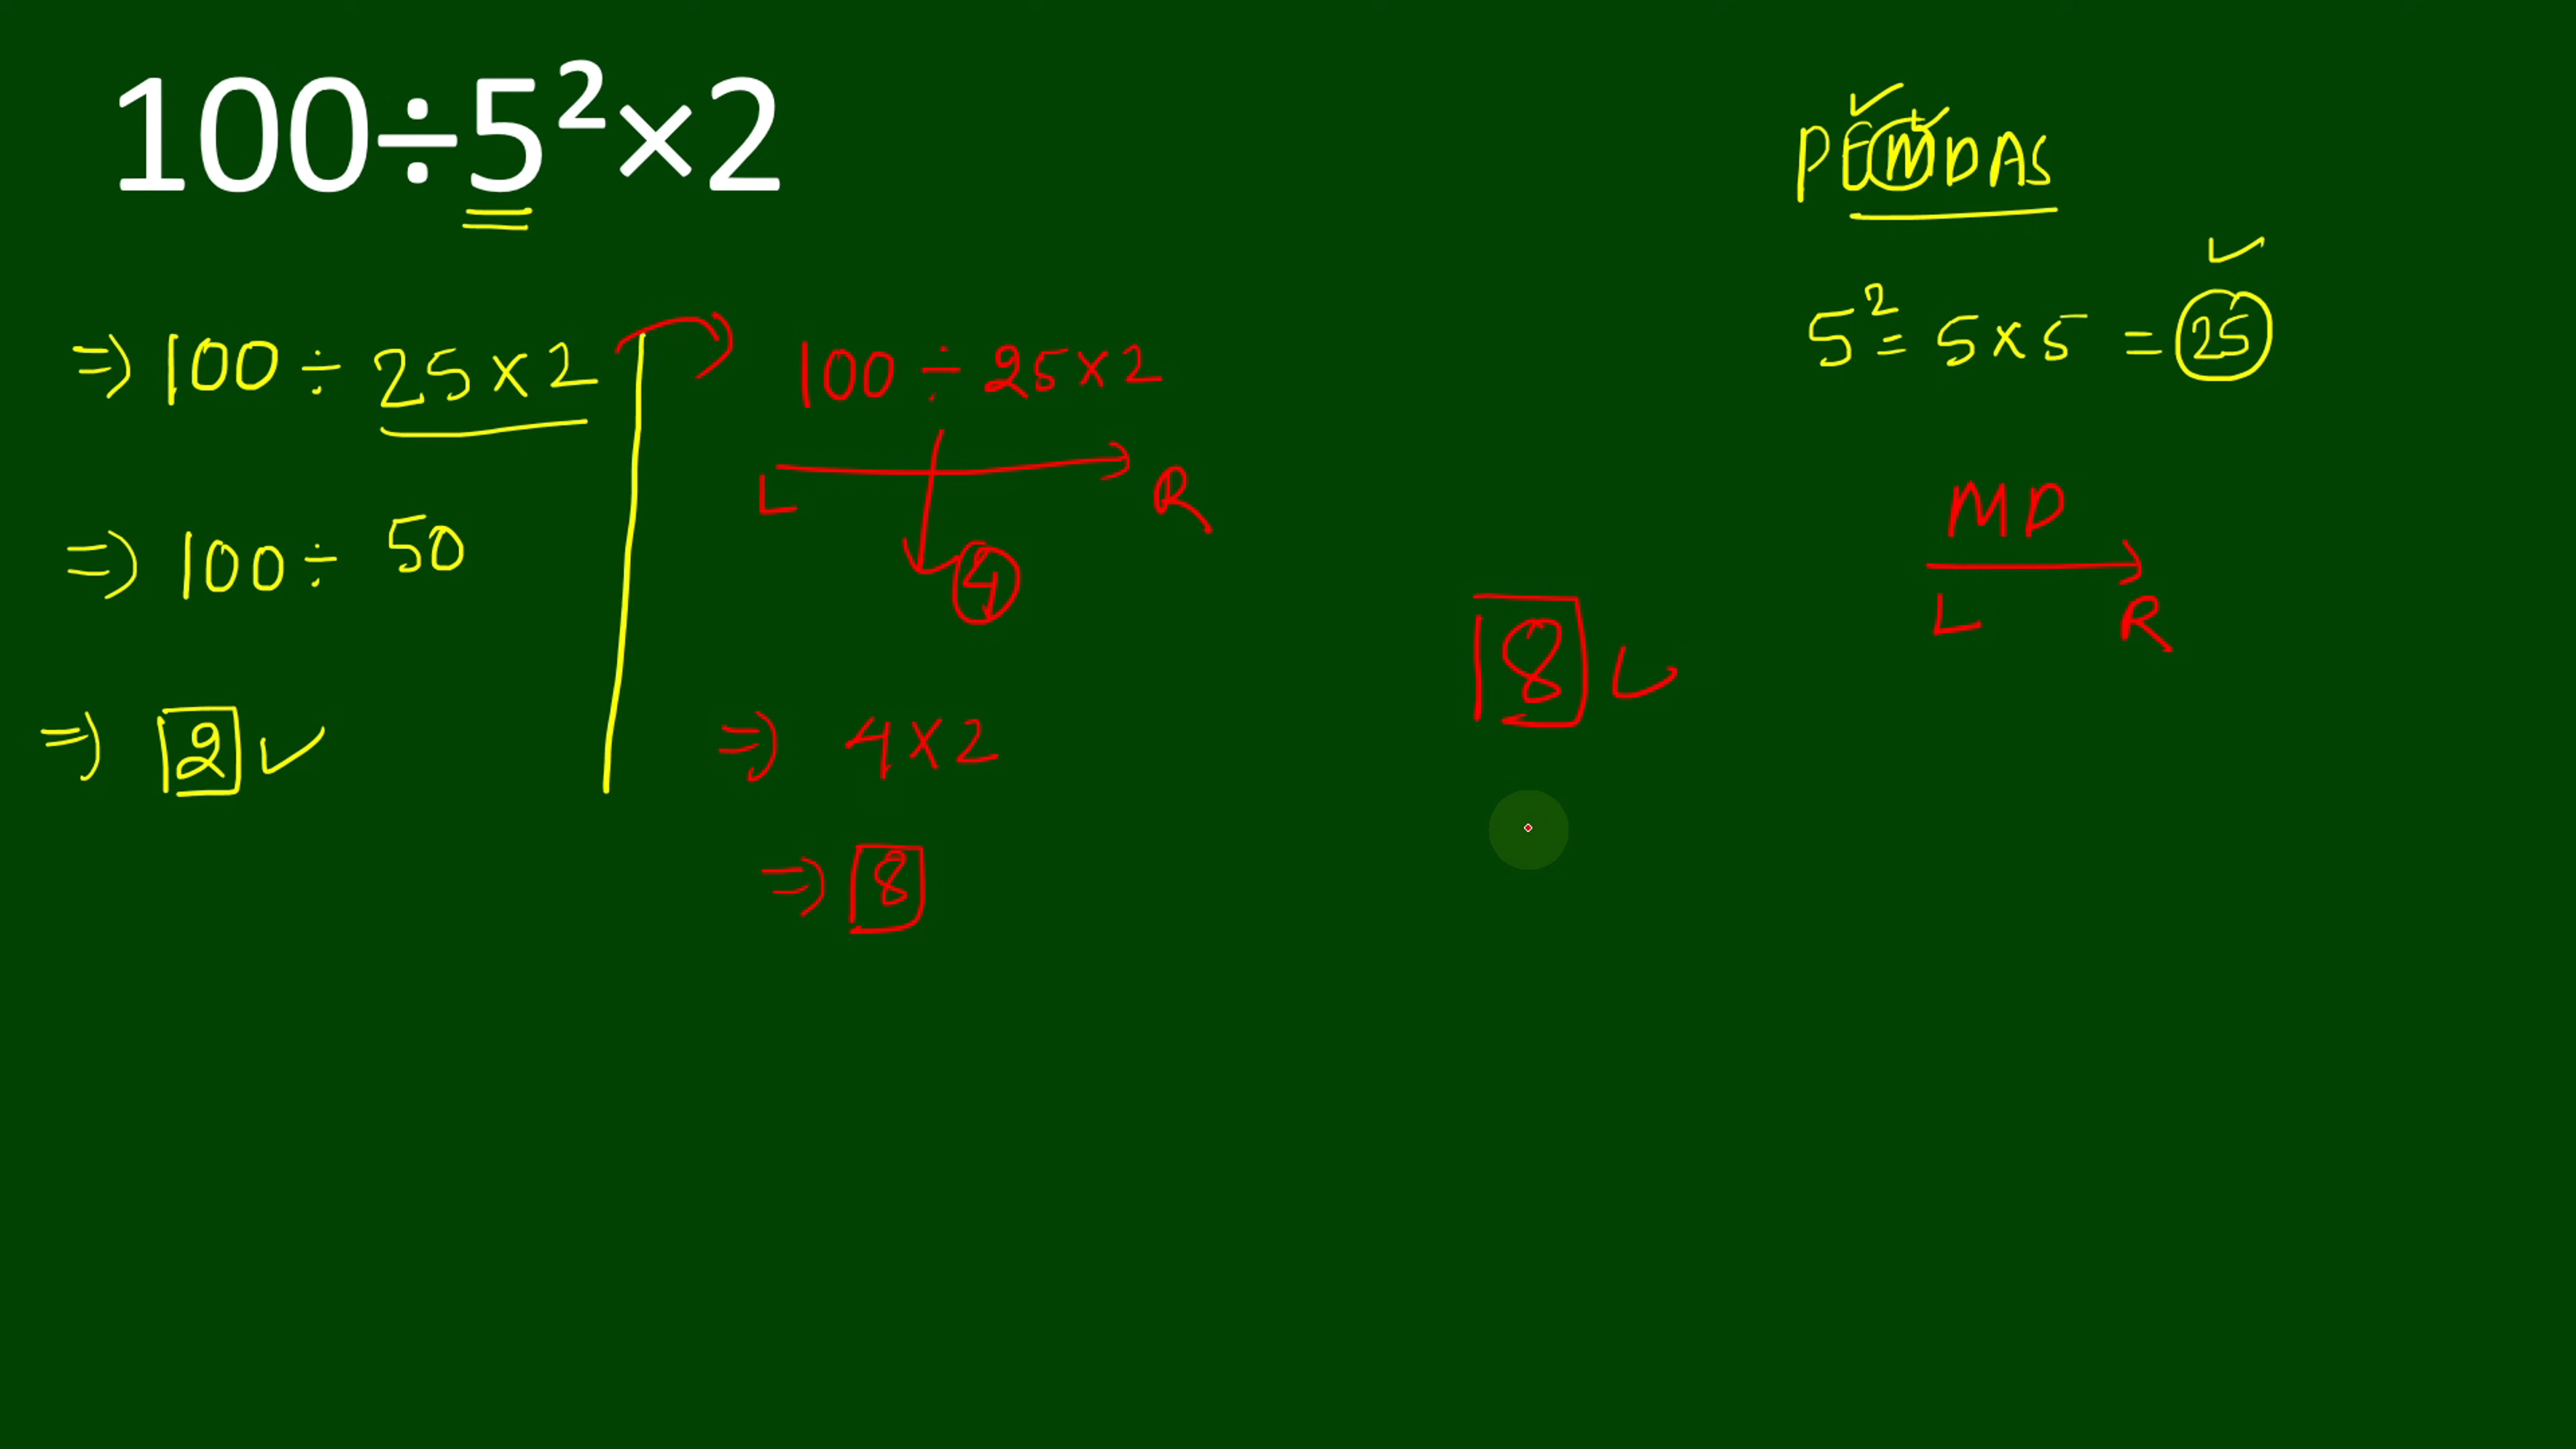 100÷5²×2
PEMDAS
5² = 5×5 = 25
⇒ 100 ÷ 25×2
⇒ 100 ÷ 50
⇒ 2 ✓
⇒ 100 ÷ 25×2
L R
4
⇒ 4×2
⇒ 8
8 ✓
MD
L R